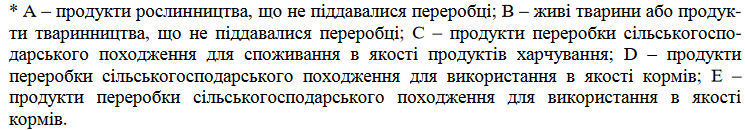 * А – продукти рослинництва, що не піддавалися переробці; В – живі тварини або продук-
ти тваринництва, що не піддавалися переробці; С – продукти переробки сільськогоспо-
дарського походження для споживання в якості продуктів харчування; D – продукти
переробки сільськогосподарського походження для використання в якості кормів; Е –
продукти переробки сільськогосподарського походження для використання в якості
кормів.